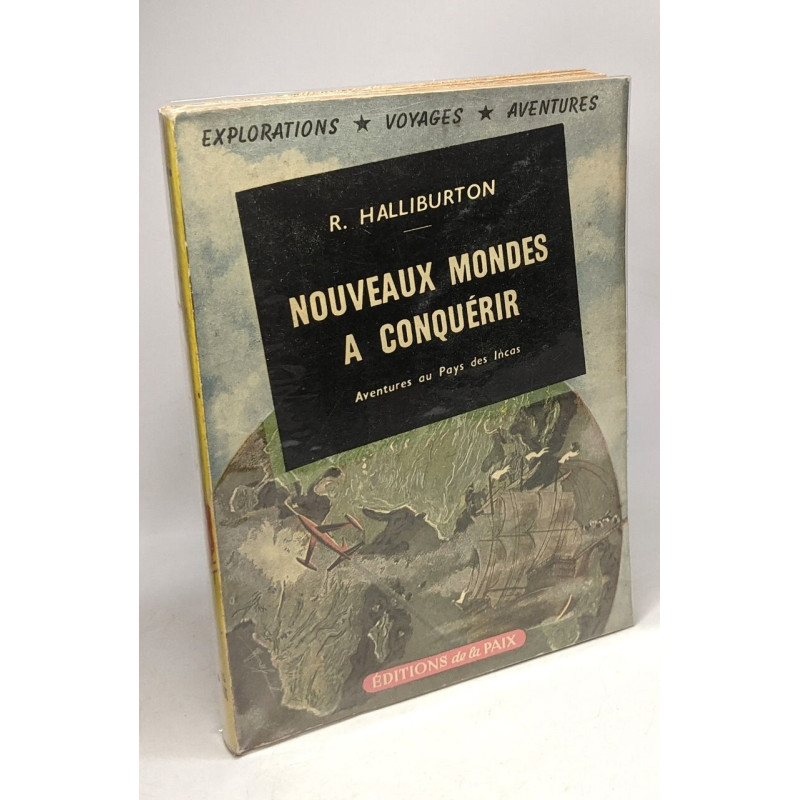 EXPLORATIONS ★ VOYAGES ★ AVENTURES
R. HALLIBURTON
NOUVEAUX MONDES
A CONQUÉRIR
Aventures au Pays des Incas
ÉDITIONS de la PAIX